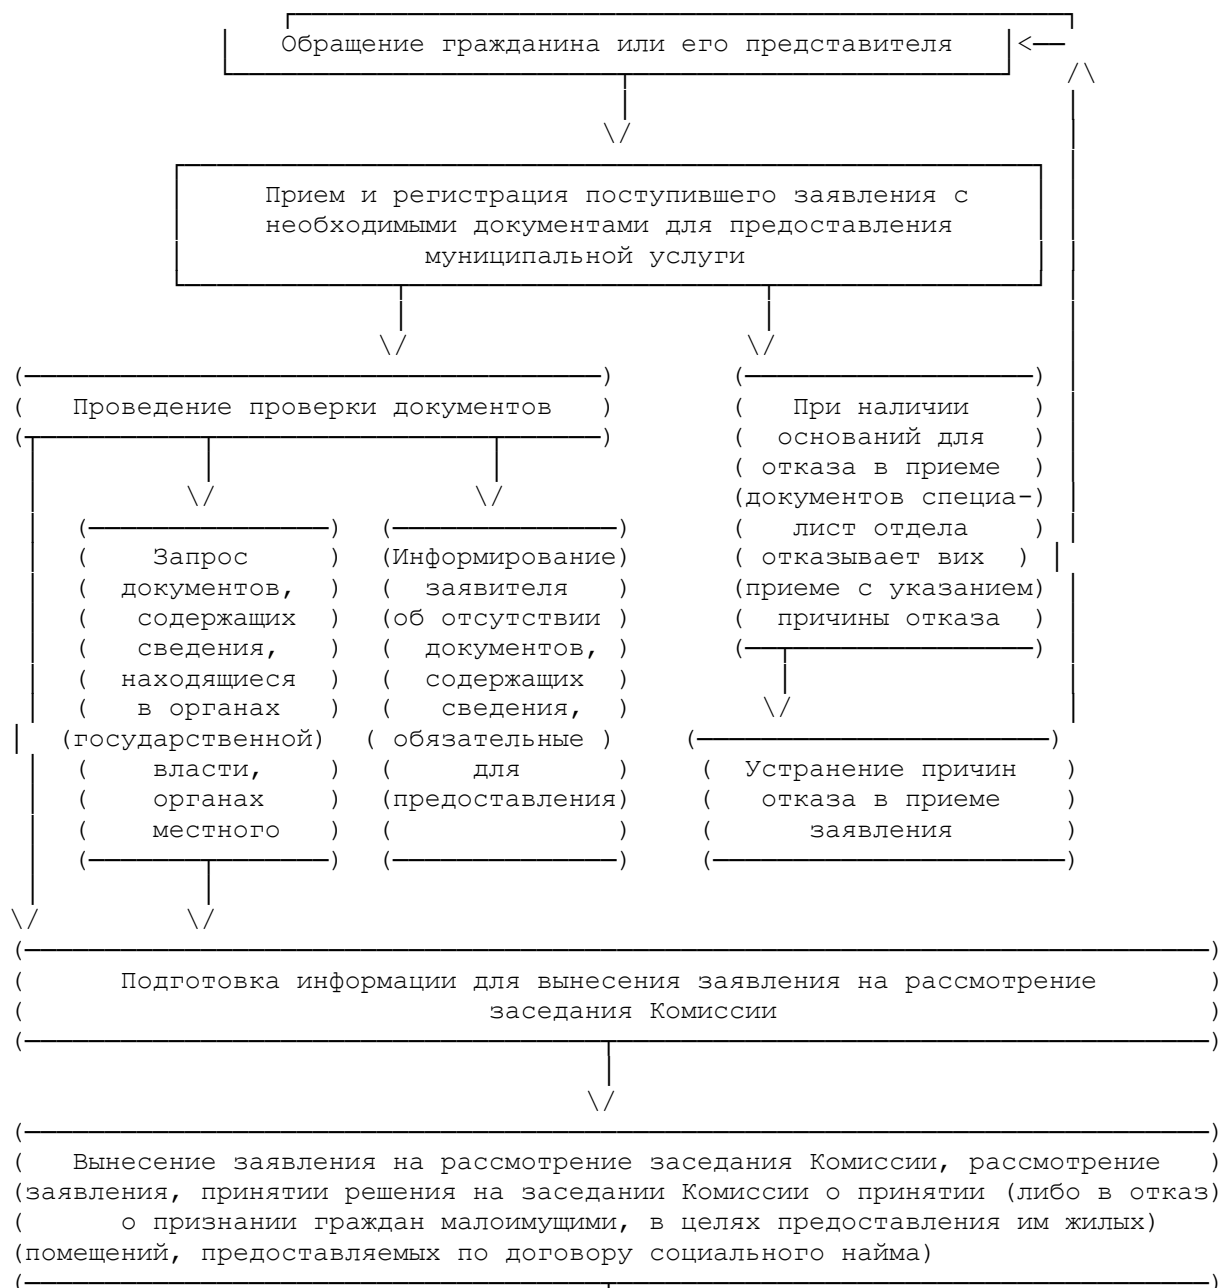 Обращение гражданина или его представителя
Прием и регистрация поступившего заявления с
необходимыми документами для предоставления
муниципальной услуги
Проведение проверки документов
При наличии
оснований для
отказа в приеме
документов специа-
лист отдела
отказывает вих
приеме с указанием
причины отказа
Запрос
документов,
содержащих
сведения,
находящиеся
в органах
государственной
власти,
органах
местного
Информирование
заявителя
об отсутствии
документов,
содержащих
сведения,
обязательные
для
предоставления
Устранение причин
отказа в приеме
заявления
Подготовка информации для вынесения заявления на рассмотрение
заседания Комиссии
Вынесение заявления на рассмотрение заседания Комиссии, рассмотрение
заявления, принятии решения на заседании Комиссии о принятии (либо в отказ)
о признании граждан малоимущими, в целях предоставления им жилых)
(помещений, предоставляемых по договору социального найма)